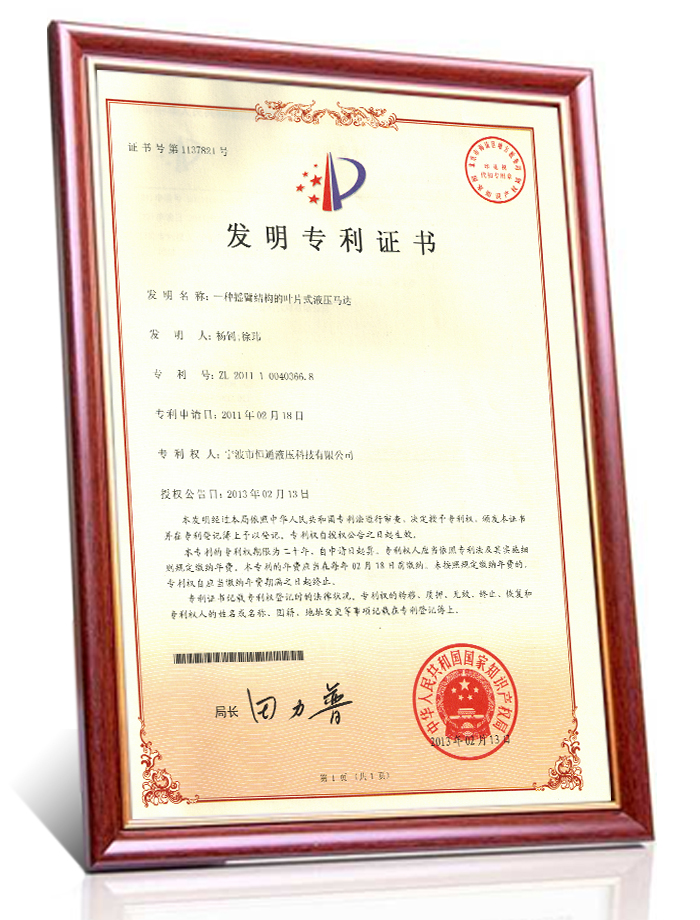 证书号第1137821号
发明专利证书
发 明 名 称：一种摇臂结构的叶片式液压马达
发 明 人：杨钊;徐玮
专 利 号：ZL 2011 1 0040366.8
专利申请日：2011年02月18日
专 利 权 人：宁波市恒通液压科技有限公司
授权公告日：2013年02月13日
本发明经过本局依照中华人民共和国专利法进行审查，决定授予专利权，颁发本证书
并在专利登记簿上予以登记。专利权自授权公告之日起生效。
本专利的专利权期限为二十年，自申请日起算。专利权人应当依照专利法及其实施细
则规定缴纳年费。本专利的年费应当在每年02月18日前缴纳。未按照规定缴纳年费的，
专利权自应当缴纳年费期满之日起终止。
专利证书记载专利权登记时的法律状况。专利权的转移、质押、无效、终止、恢复和
专利权人的姓名或名称、国籍、地址变更等事项记载在专利登记簿上。
局长 田力普
中华人民共和国国家知识产权局
2013年02月13日
第1页（共1页）